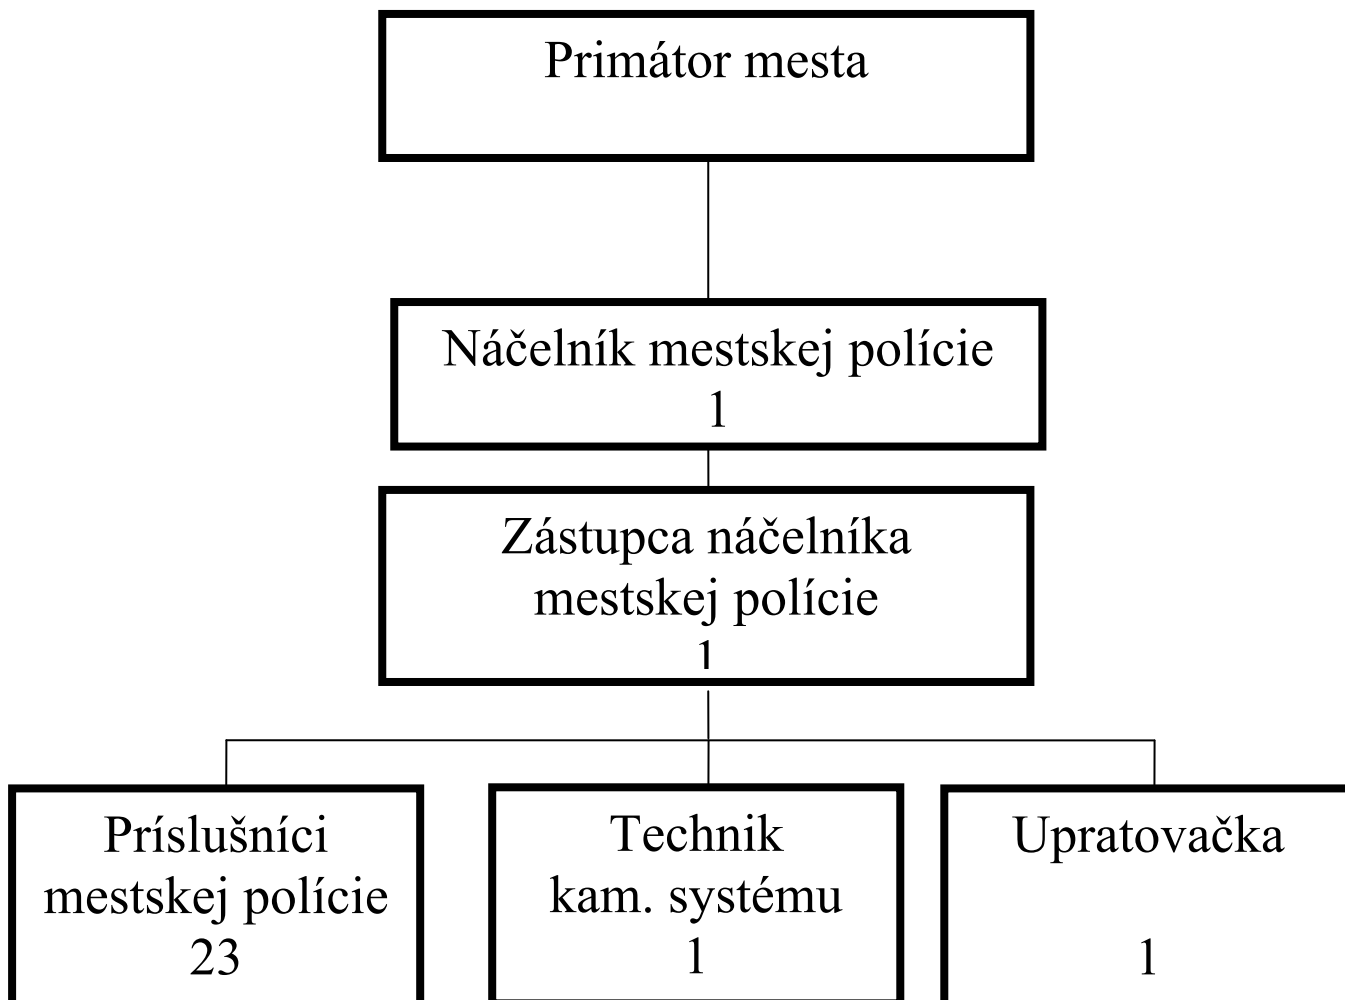 Primátor mesta
Náčelník mestskej polície
1
Zástupca náčelníka
mestskej polície
1
Príslušníci
mestskej polície
23
Technik
kam. systému
1
Upratovačka
1